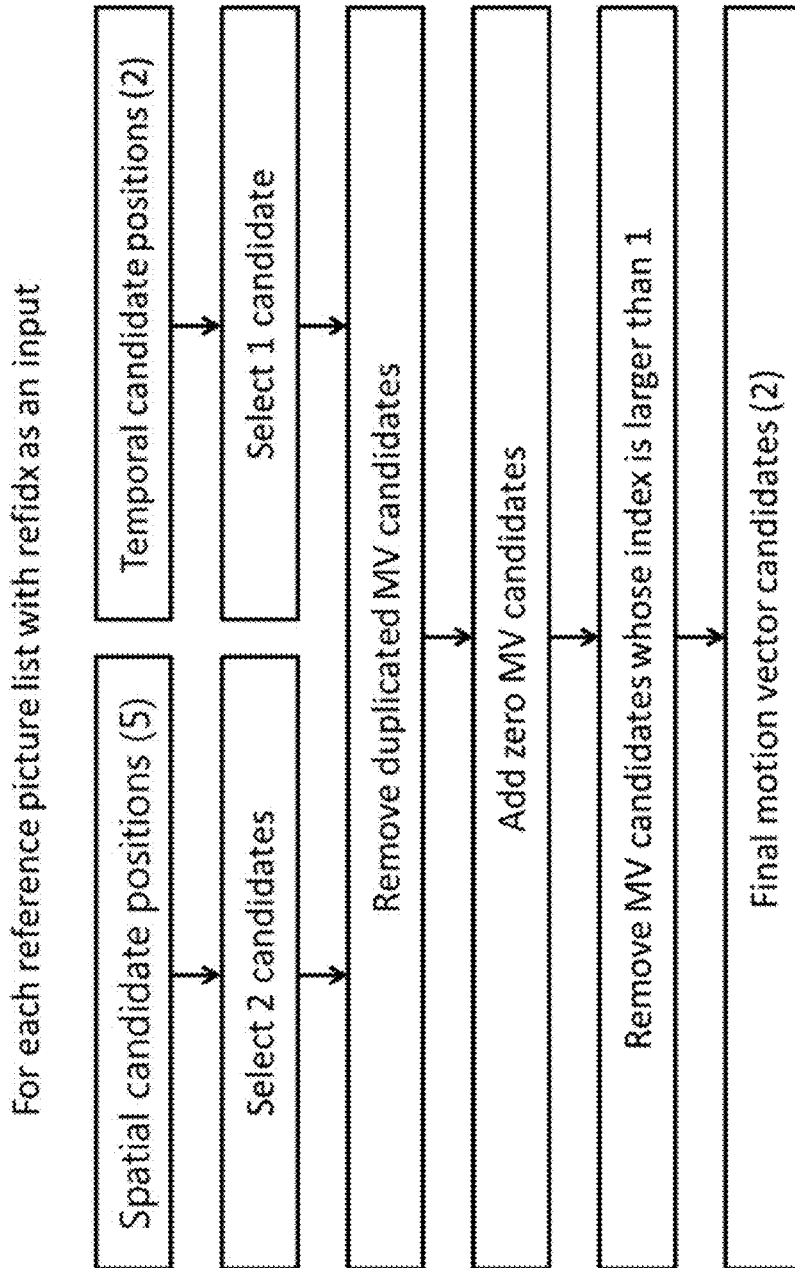 For each reference picture list with refidx as an input
Spatial candidate positions (5)
Temporal candidate positions (2)
Select 2 candidates
Select 1 candidate
Remove duplicated MV candidates
Add zero MV candidates
Remove MV candidates whose index is larger than 1
Final motion vector candidates (2)